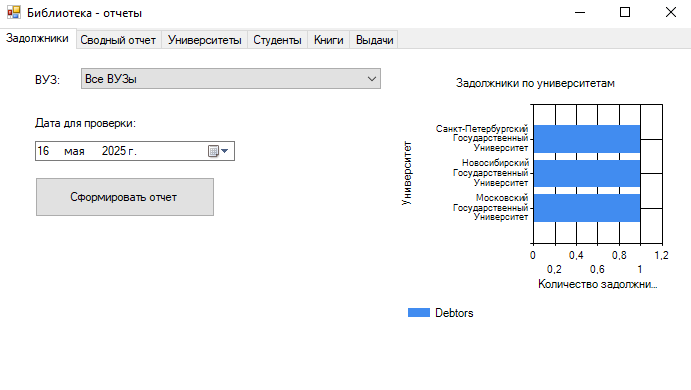 Библиотека - отчеты
Задолжники Сводный отчет Университеты Студенты Книги Выдачи
ВУЗ: Все ВУЗы
Дата для проверки:
16 мая 2025 г.
Сформировать отчет
Задолжники по университетам
Университет
Санкт-Петербургский
Государственный
Университет
Новосибирский
Государственный
Университет
Московский
Государственный
Университет
0 0,4 0,8 1,2
0,2 0,6 1
Количество задолжни...
Debtors